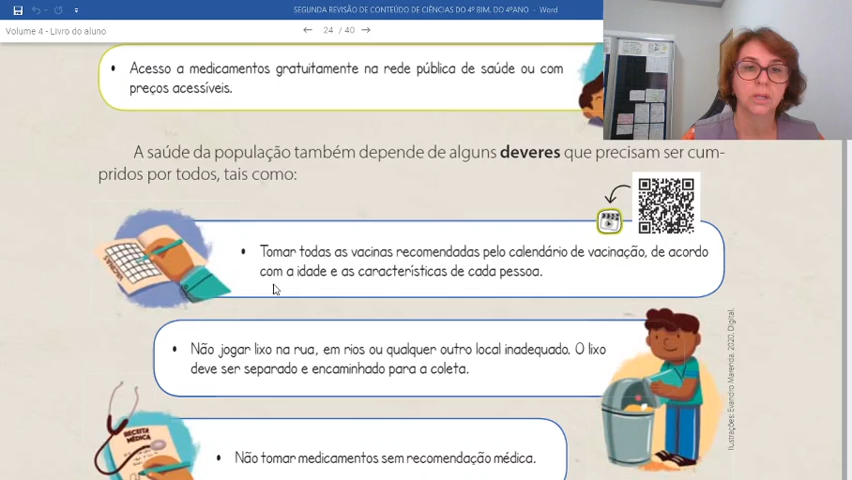 SEGUNDA REVISÃO DE CONTEÚDO DE CIÊNCIAS DO 4º BIM. DO 4ºANO - Word
Volume 4 - Livro do aluno
24 / 40
• Acesso a medicamentos gratuitamente na rede pública de saúde ou com
preços acessíveis.
A saúde da população também depende de alguns deveres que precisam ser cum-
pridos por todos, tais como:
VACINAS
• Tomar todas as vacinas recomendadas pelo calendário de vacinação, de acordo
com a idade e as características de cada pessoa.
• Não jogar lixo na rua, em rios ou qualquer outro local inadequado. O lixo
deve ser separado e encaminhado para a coleta.
Ilustrações: Evandro Marenda. 2020. Digital.
RECEITA
MÉDICA
• Não tomar medicamentos sem recomendação médica.